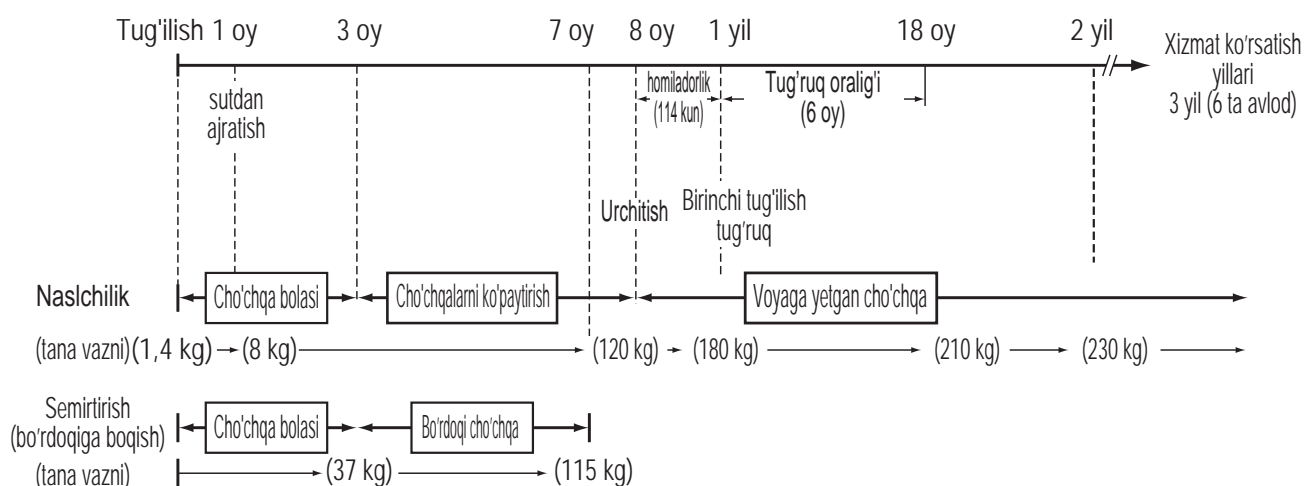 Tug'ilish 1 oy 3 oy 7 oy 8 oy 1 yil 18 oy 2 yil
Xizmat ko'rsatish
yillari
3 yil (6 ta avlod)
sutdan
ajratish
homiladorlik
(114 kun)
Tug'ruq oralig'i
(6 oy)
Urchitish
Birinchi tug'ilish
tug'ruq
Naslchilik Cho'chqa bolasi Cho'chqalarni ko'paytirish Voyaga yetgan cho'chqa
(tana vazni) (1,4 kg) (8 kg) (120 kg) (180 kg) (210 kg) (230 kg)
Semirtirish
(bo'rdoqiga boqish)
Cho'chqa bolasi Bo'rdoqi cho'chqa
(tana vazni) (37 kg) (115 kg)